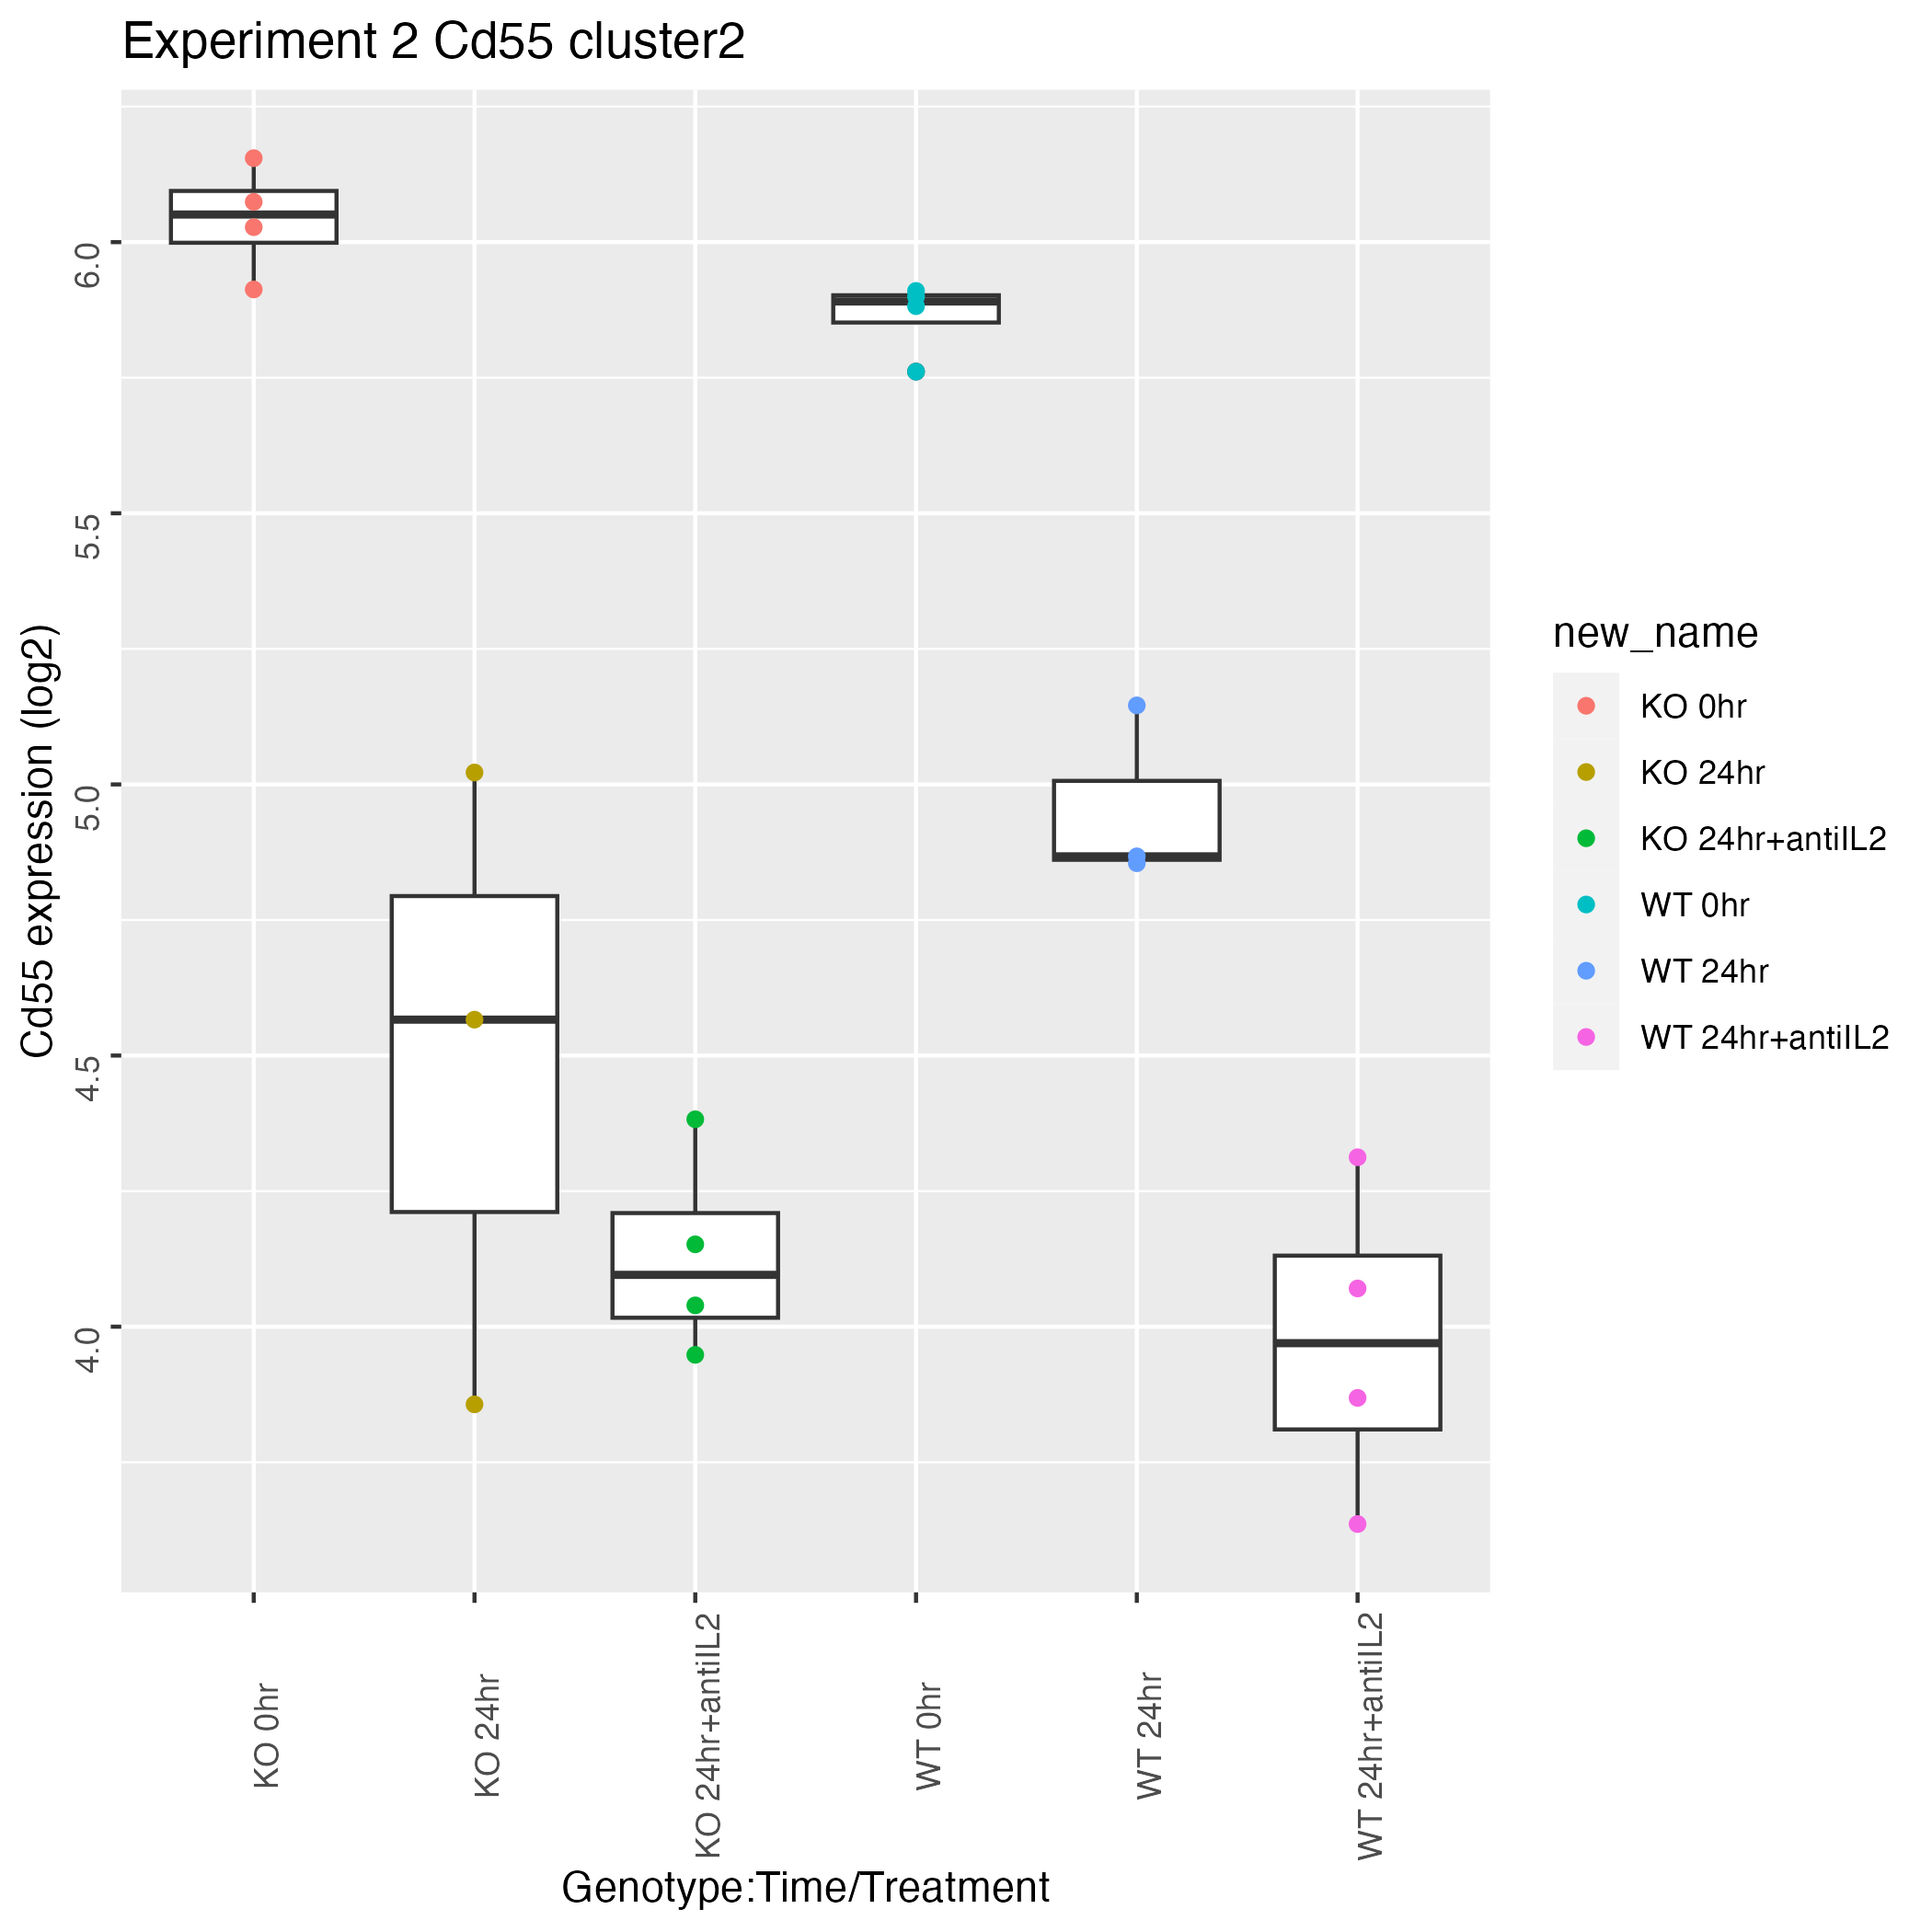 Experiment 2 Cd55 cluster2
Cd55 expression (log2)
6.0
5.5
5.0
4.5
4.0
KO 0hr
KO 24hr
KO 24hr+antiIL2
WT 0hr
WT 24hr
WT 24hr+antiIL2
Genotype:Time/Treatment
new_name
KO 0hr
KO 24hr
KO 24hr+antiIL2
WT 0hr
WT 24hr
WT 24hr+antiIL2